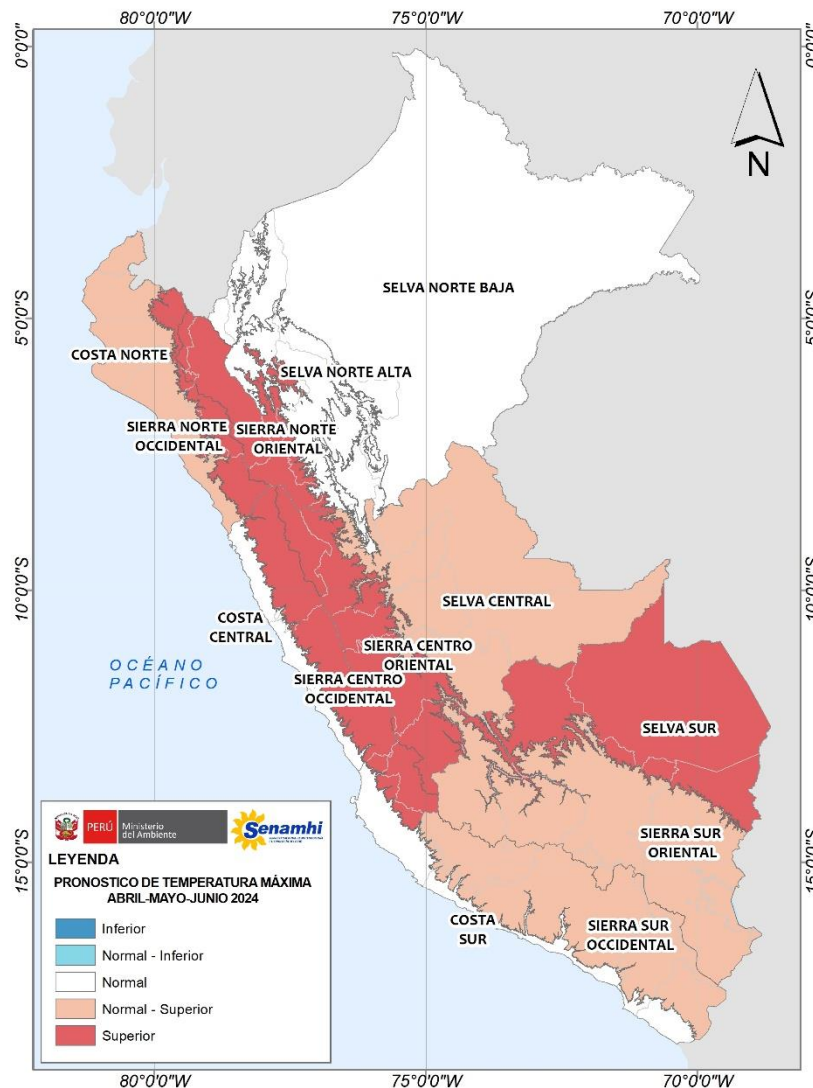 80°0'0"W
75°0'0"W
70°0'0"W
0°0'0"
0°0'0"
N
SELVA NORTE BAJA
5°0'0"S
5°0'0"S
COSTA NORTE
SELVA NORTE ALTA
SIERRA NORTE
OCCIDENTAL
SIERRA NORTE
ORIENTAL
10°0'0"S
10°0'0"S
SELVA CENTRAL
COSTA
CENTRAL
SIERRA CENTRO
ORIENTAL
OCÉANO
PACÍFICO
SIERRA CENTRO
OCCIDENTAL
SELVA SUR
SIERRA SUR
ORIENTAL
15°0'0"S
15°0'0"S
COSTA
SUR
SIERRA SUR
OCCIDENTAL
PERÚ
Ministerio
del Ambiente
Senamhi
LEYENDA
PRONOSTICO DE TEMPERATURA MÁXIMA
ABRIL-MAYO-JUNIO 2024
Inferior
Normal - Inferior
Normal
Normal - Superior
Superior
80°0'0"W
75°0'0"W
70°0'0"W